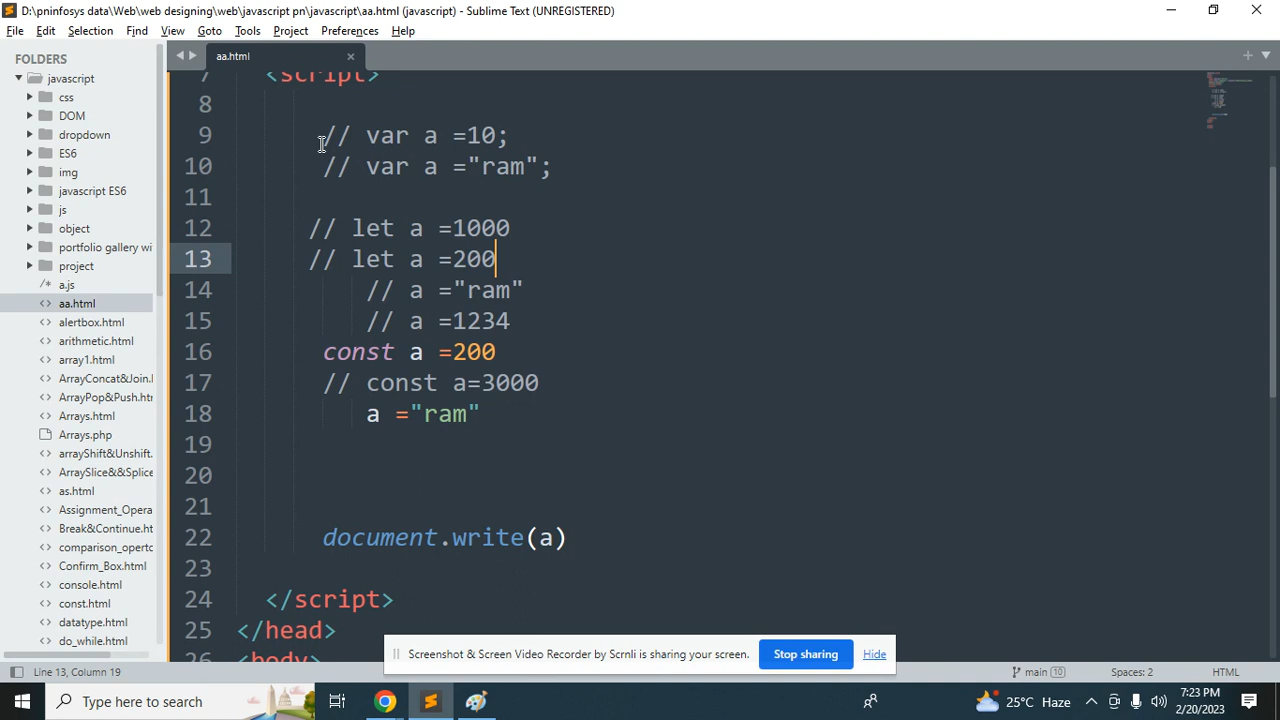 D:\pninfosys data\Web\web designing\web\javascript pn\javascript\aa.html (javascript) - Sublime Text (UNREGISTERED)
File Edit Selection Find View Goto Tools Project Preferences Help
FOLDERS
javascript
css
DOM
dropdown
ES6
img
javascript ES6
js
object
portfolio gallery wi
project
a.js
aa.html
alertbox.html
arithmetic.html
array1.html
ArrayConcat&Join.
ArrayPop&Push.ht
Arrays.html
Arrays.php
arrayShift&Unshift.
ArraySlice&&Splice
as.html
Assignment_Opera
Break&Continue.ht
comparison_operto
Confirm_Box.html
console.html
const.html
datatype.html
do_while.html
aa.html
7 <script>
8
9 // var a =10;
10 // var a ="ram";
11
12 // let a =1000
13 // let a =200
14 // a ="ram"
15 // a =1234
16 const a =200
17 // const a=3000
18 a ="ram"
19
20
21
22 document.write(a)
23
24 </script>
25 </head>
26 <body>
Screenshot & Screen Video Recorder by Scrnli is sharing your screen. Stop sharing Hide
Line 13, Column 19 main 10 Spaces: 2 HTML
Type here to search 25°C Haze 7:23 PM
2/20/2023